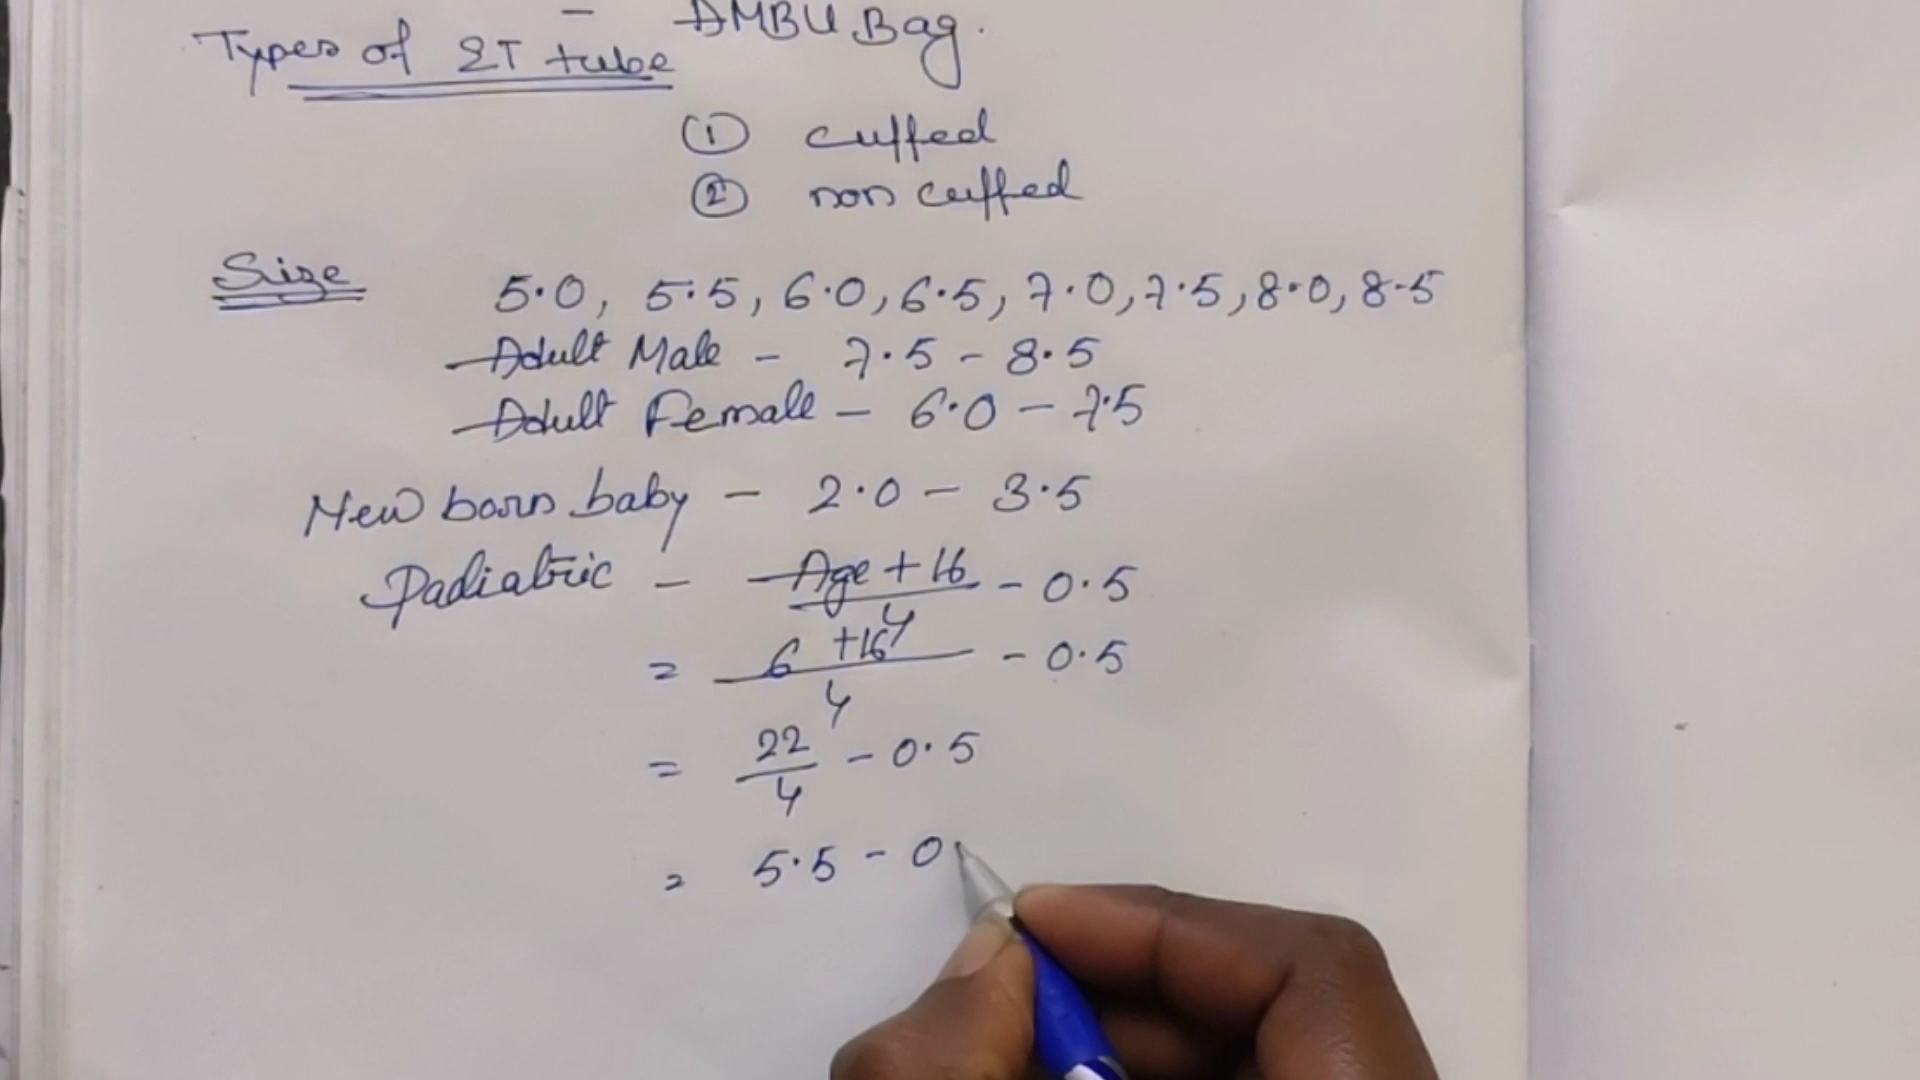 - AMBU Bag.
Types of ET tube
① cuffed
② non cuffed
Size 5.0, 5.5, 6.0, 6.5, 7.0, 7.5, 8.0, 8.5
Adult Male - 7.5 - 8.5
Adult Female - 6.0 - 7.5
New born baby - 2.0 - 3.5
Padiatric - Age + 16 / 4 - 0.5
= 6 + 16 / 4 - 0.5
= 22 / 4 - 0.5
= 5.5 - 0.